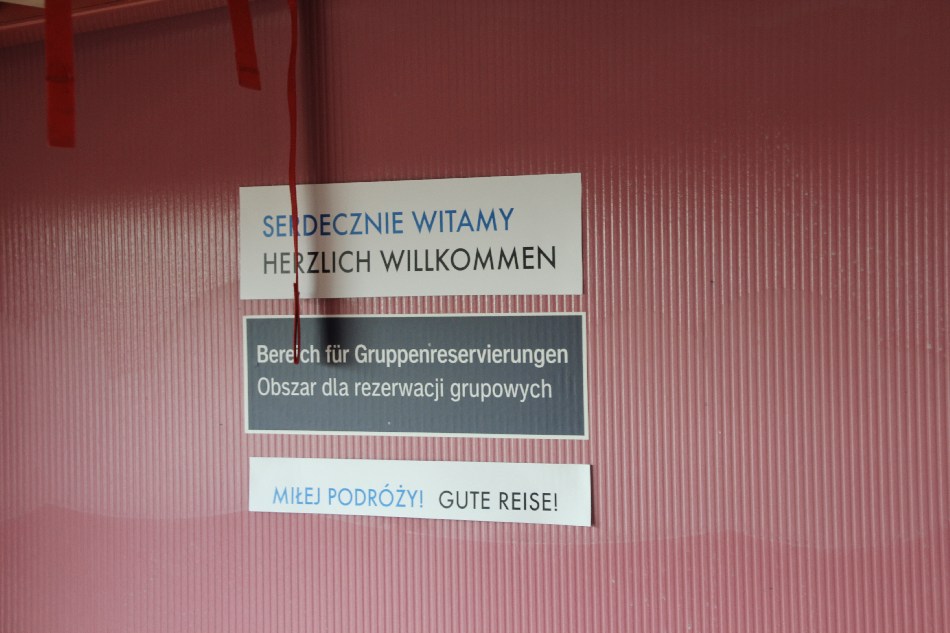 SERDECZNIE WITAMY
HERZLICH WILLKOMMEN
Bereich für Gruppenreservierungen
Obszar dla rezerwacji grupowych
MIŁEJ PODRÓŻY! GUTE REISE!